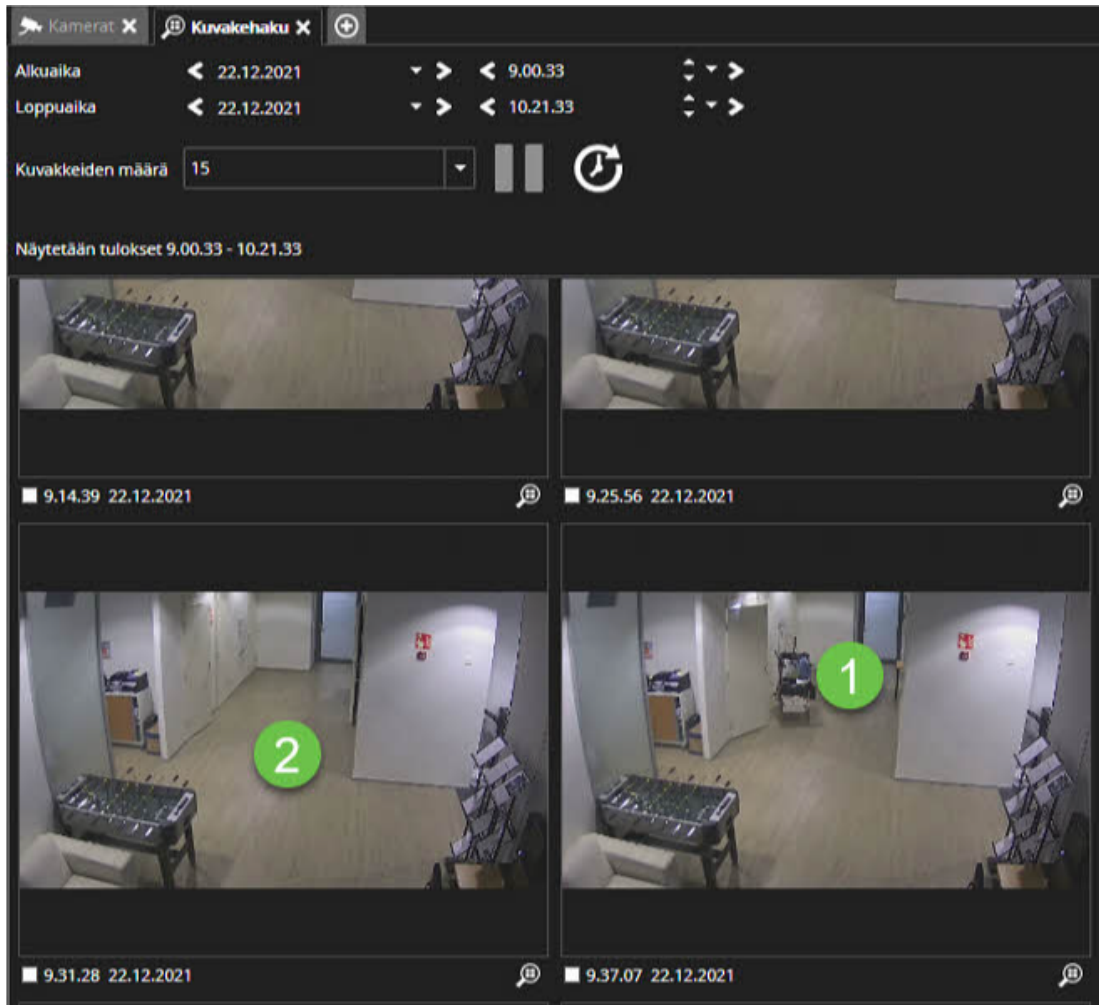 Kamerat Kuvakehaku
Alkuaika 22.12.2021 9.00.33
Loppuaika 22.12.2021 10.21.33
Kuvakkeiden määrä 15
Näytetään tulokset 9.00.33 - 10.21.33
9.14.39 22.12.2021 9.25.56 22.12.2021
2 1
9.31.28 22.12.2021 9.37.07 22.12.2021